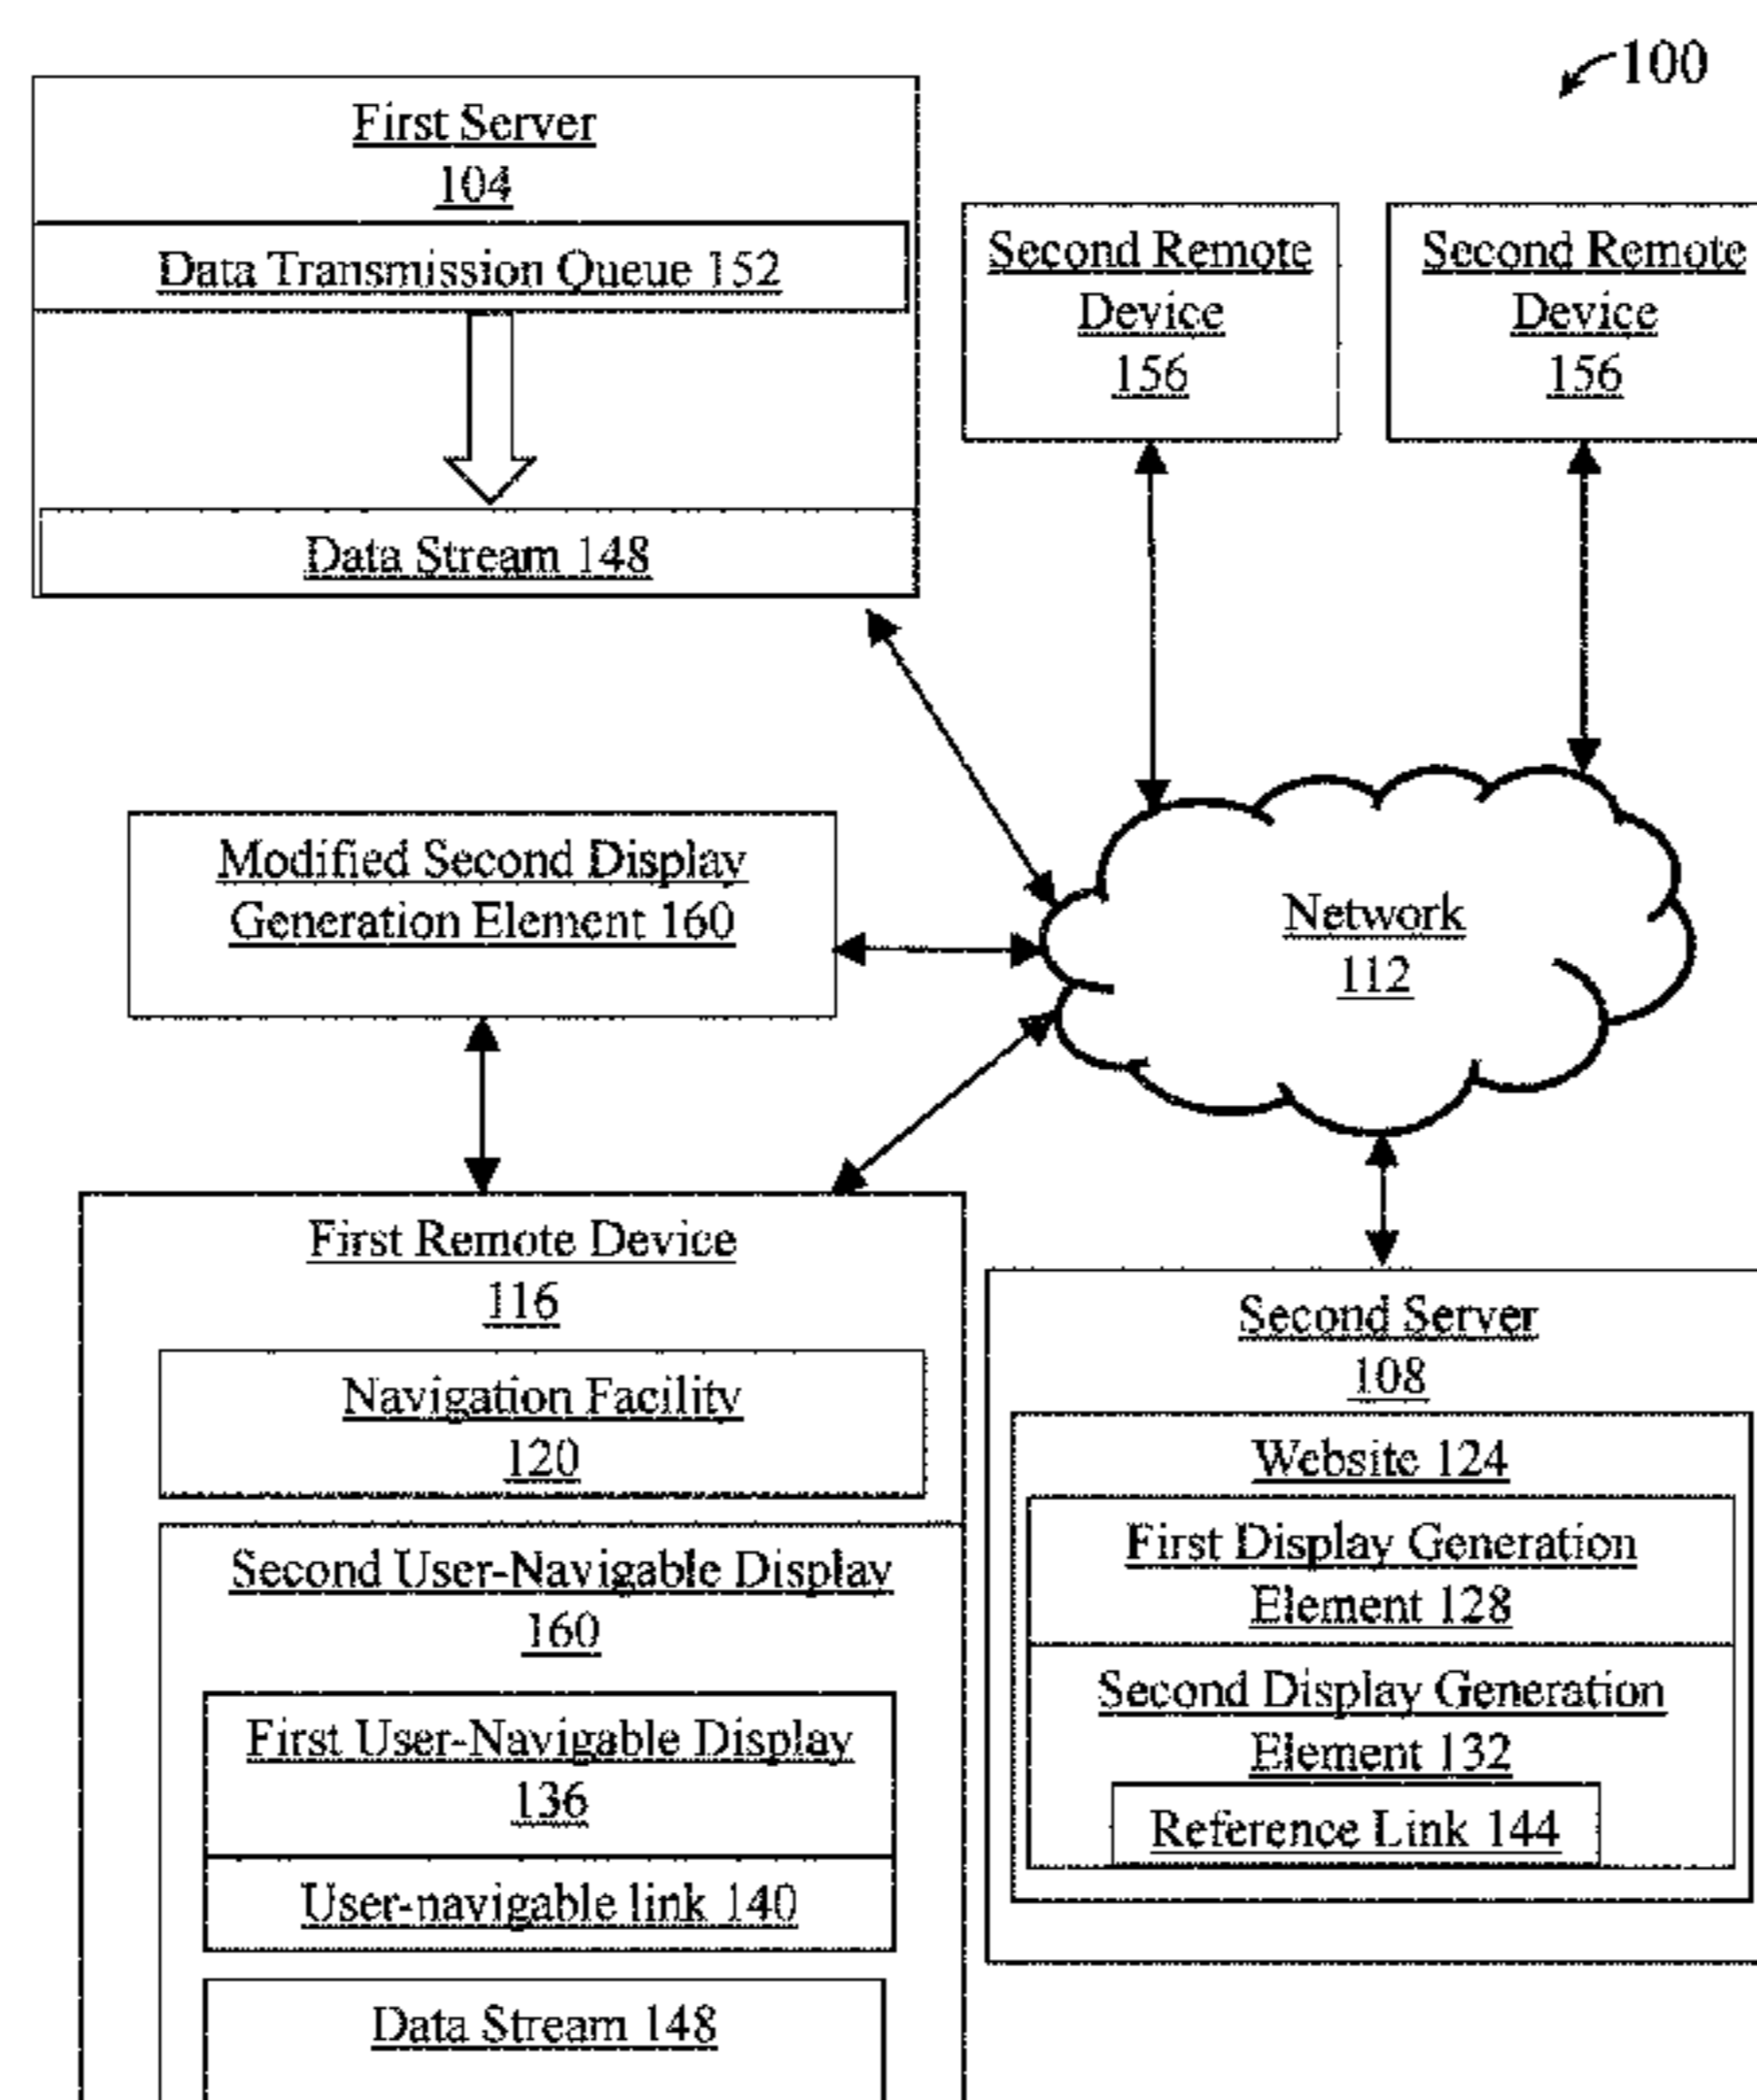 100
First Server
104
Data Transmission Queue 152
Data Stream 148
Second Remote
Device
156
Second Remote
Device
156
Modified Second Display
Generation Element 160
Network
112
First Remote Device
116
Navigation Facility
120
Second User-Navigable Display
160
First User-Navigable Display
136
User-navigable link 140
Data Stream 148
Second Server
108
Website 124
First Display Generation
Element 128
Second Display Generation
Element 132
Reference Link 144